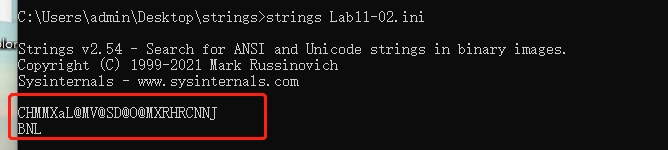 C:\Users\admin\Desktop\strings>strings Lab11-02.ini
Strings v2.54 - Search for ANSI and Unicode strings in binary images.
Copyright (C) 1999-2021 Mark Russinovich
Sysinternals - www.sysinternals.com
CHMMXaL@MV@SD@O@MXRHRCNNJ
BNL